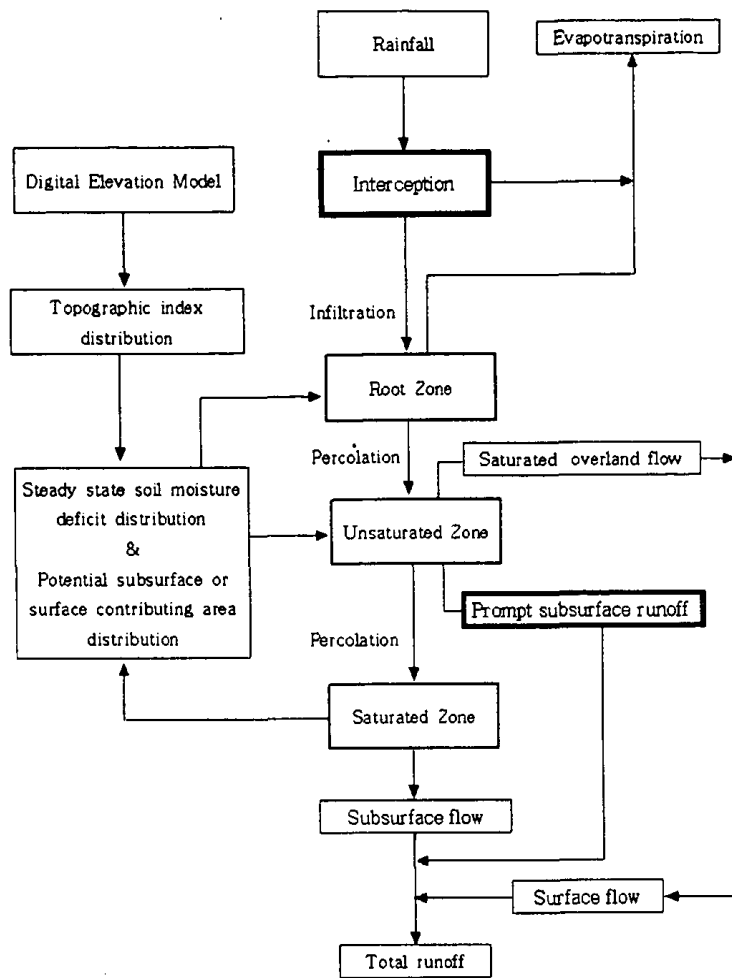 Rainfall
Evapotranspiration
Digital Elevation Model
Interception
Topographic index
distribution
Infiltration
Root Zone
Percolation
Saturated overland flow
Steady state soil moisture
deficit distribution
&
Potential subsurface or
surface contributing area
distribution
Unsaturated Zone
Prompt subsurface runoff
Percolation
Saturated Zone
Subsurface flow
Surface flow
Total runoff